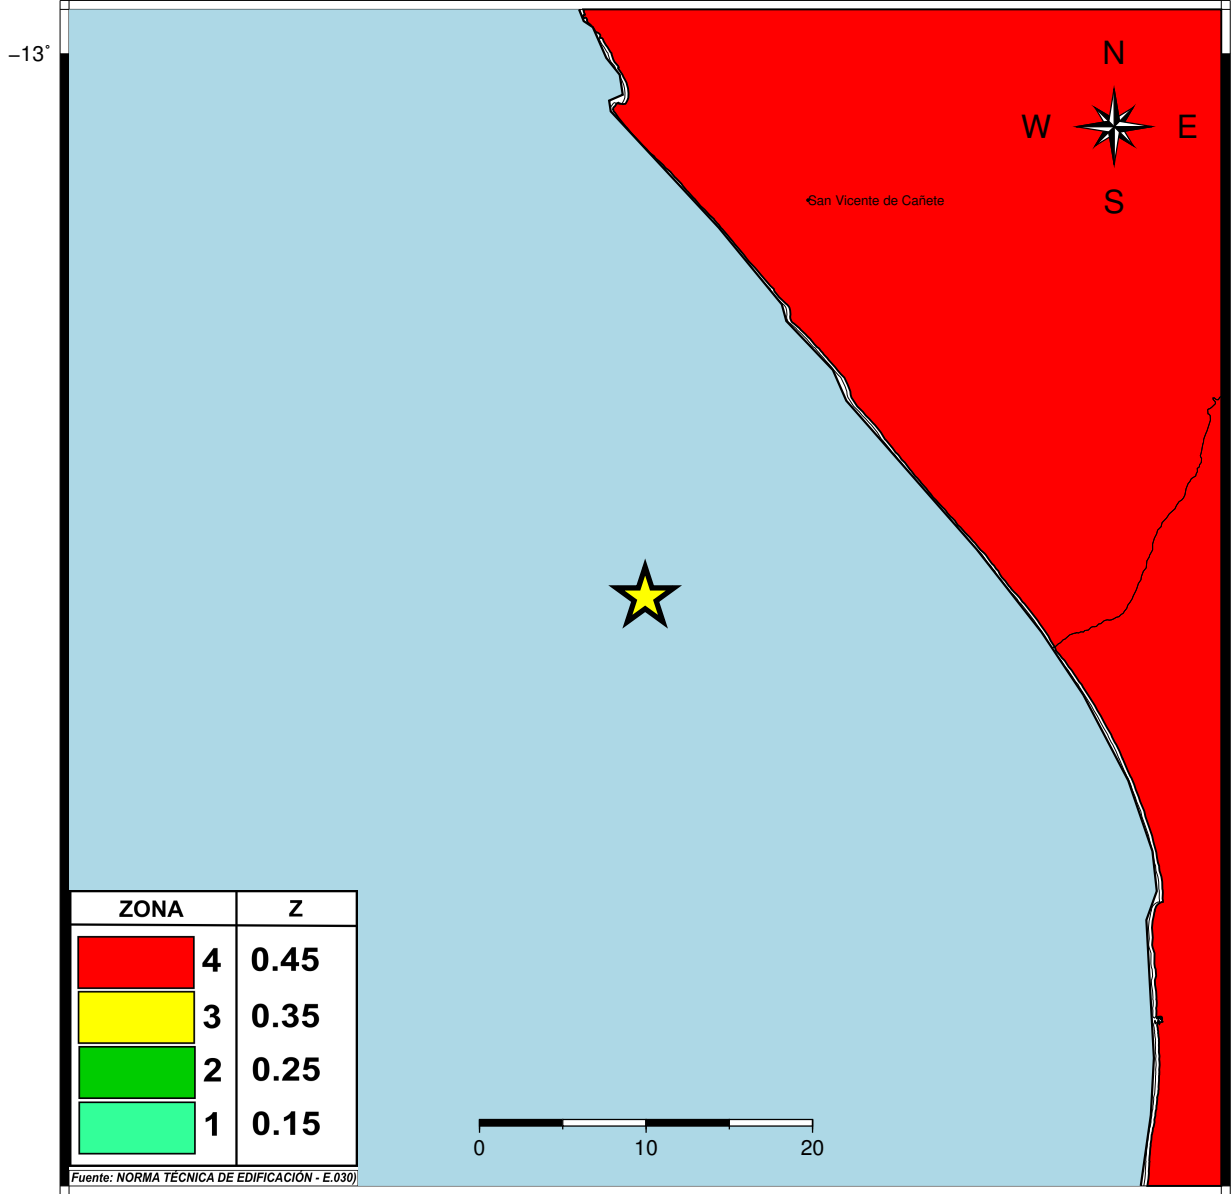 −13°
N
W E
S
San Vicente de Cañete
ZONA Z
4 0.45
3 0.35
2 0.25
1 0.15
Fuente: NORMA TÉCNICA DE EDIFICACIÓN - E.030)
0 10 20